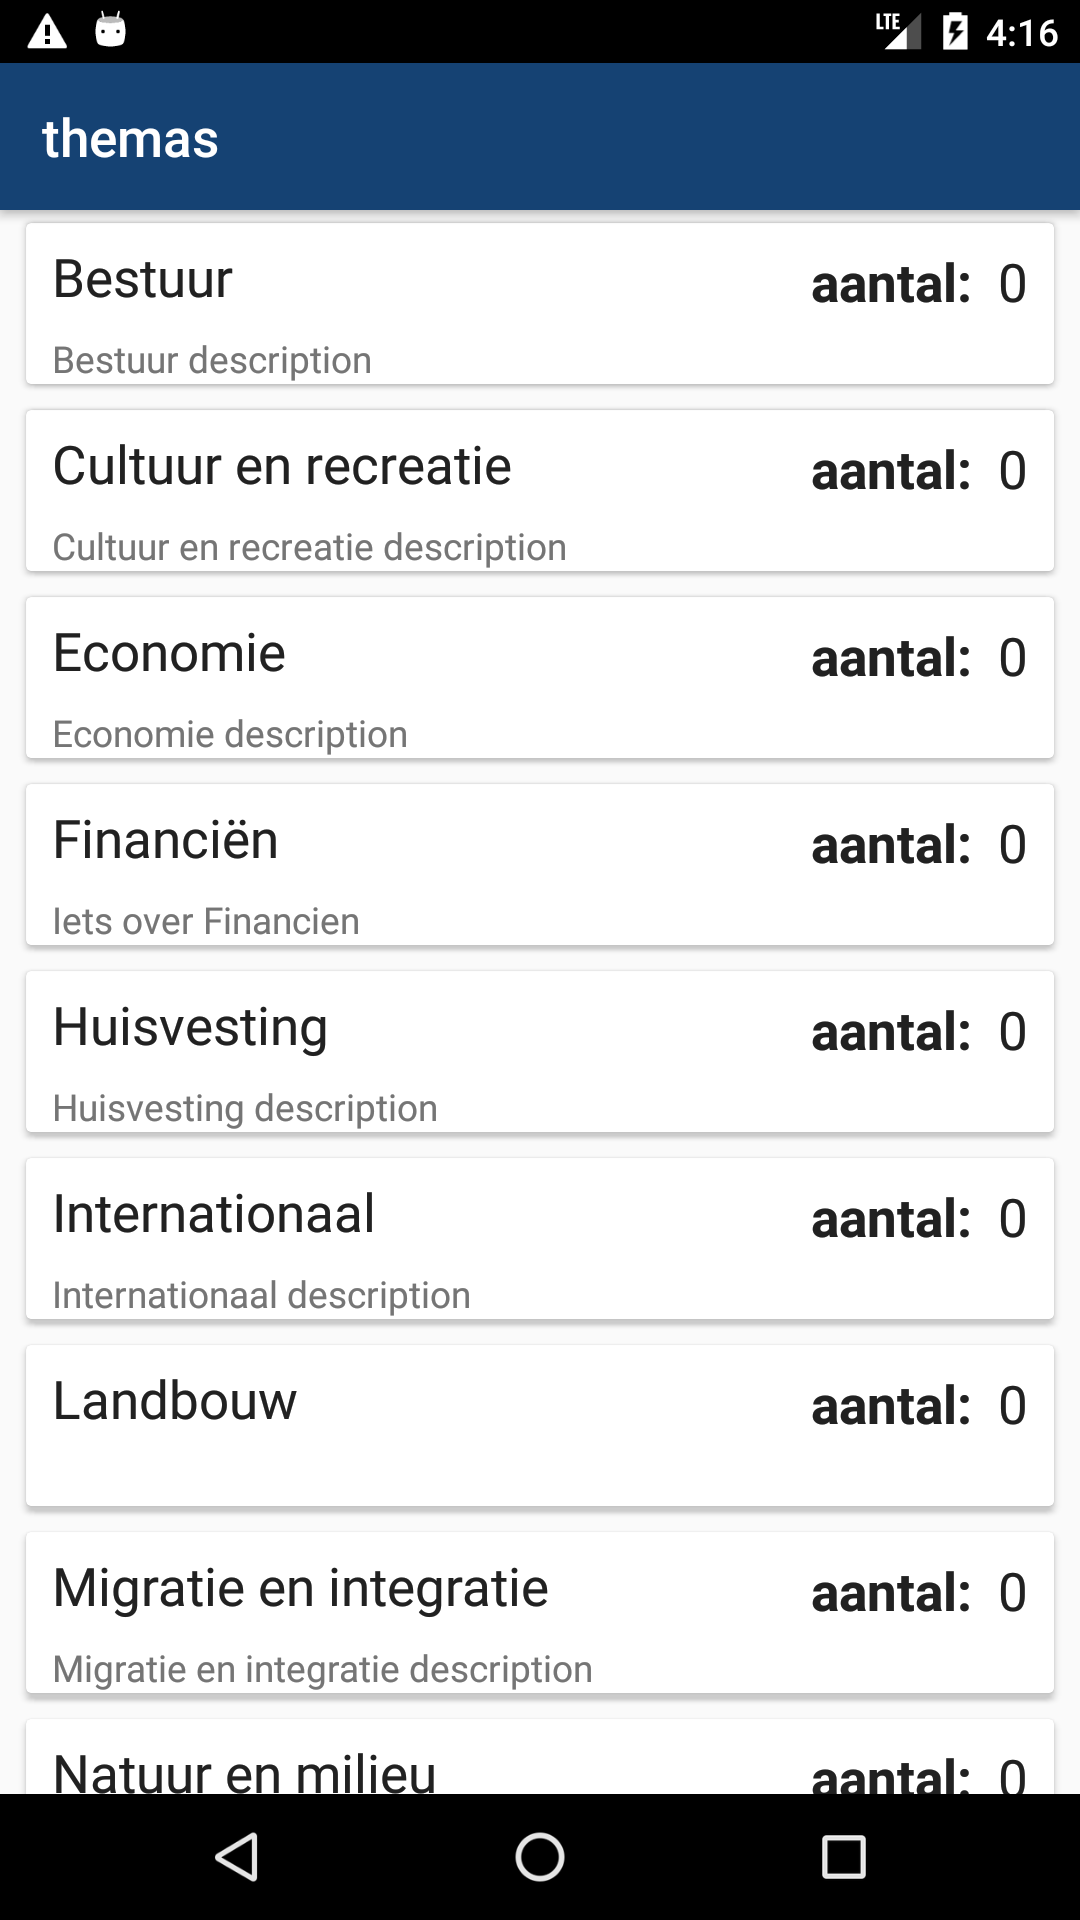 LTE 4:16
themas
Bestuur aantal: 0
Bestuur description
Cultuur en recreatie aantal: 0
Cultuur en recreatie description
Economie aantal: 0
Economie description
Financiën aantal: 0
Iets over Financien
Huisvesting aantal: 0
Huisvesting description
Internationaal aantal: 0
Internationaal description
Landbouw aantal: 0
Migratie en integratie aantal: 0
Migratie en integratie description
Natuur en milieu aantal: 0